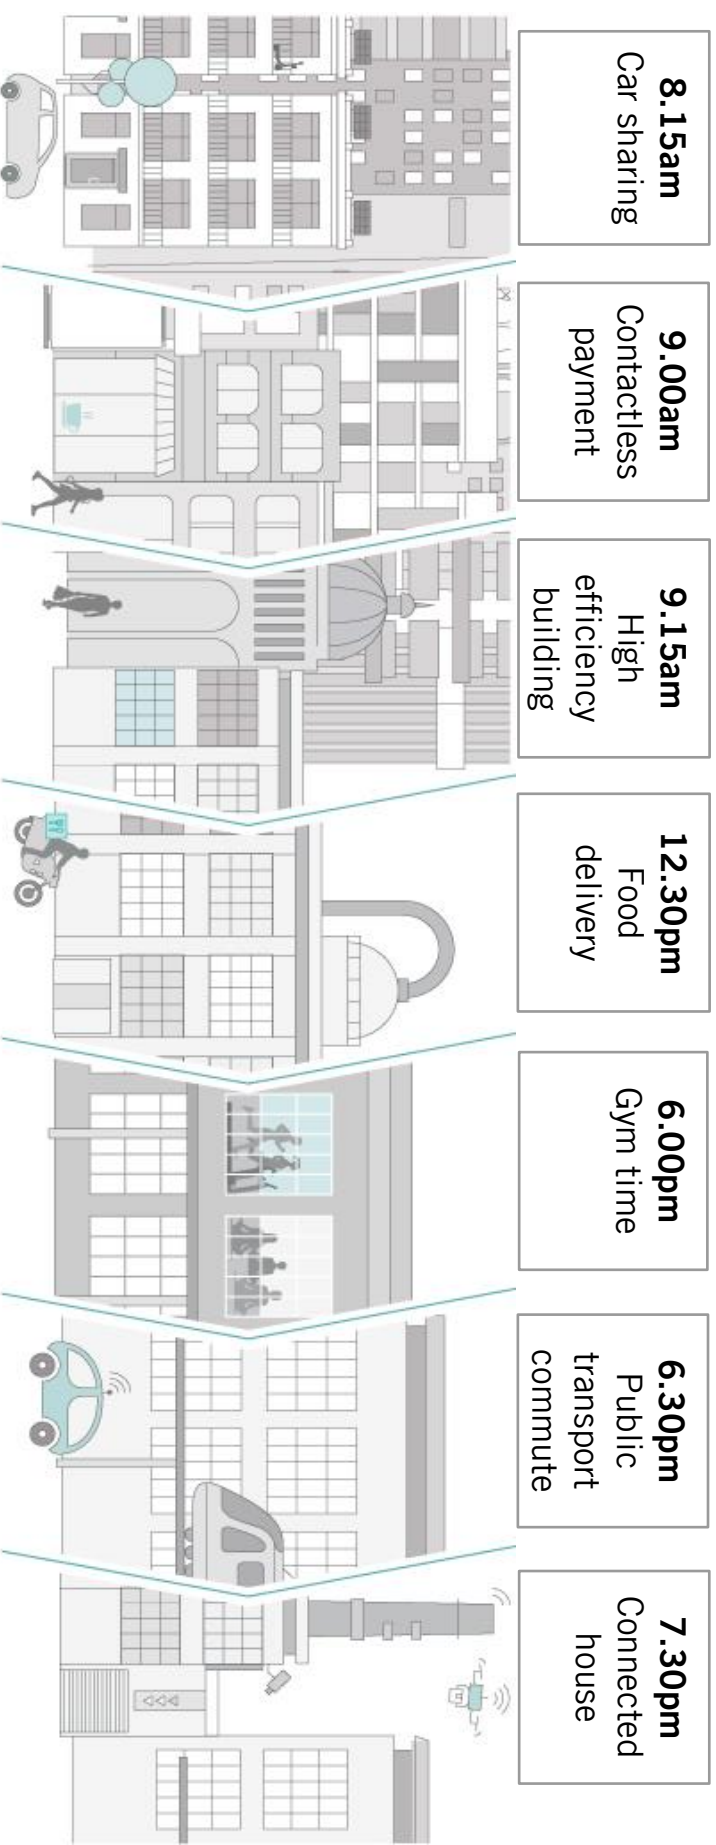 8.15am
Car sharing
9.00am
Contactless
payment
9.15am
High
efficiency
building
12.30pm
Food
delivery
6.00pm
Gym time
6.30pm
Public
transport
commute
7.30pm
Connected
house